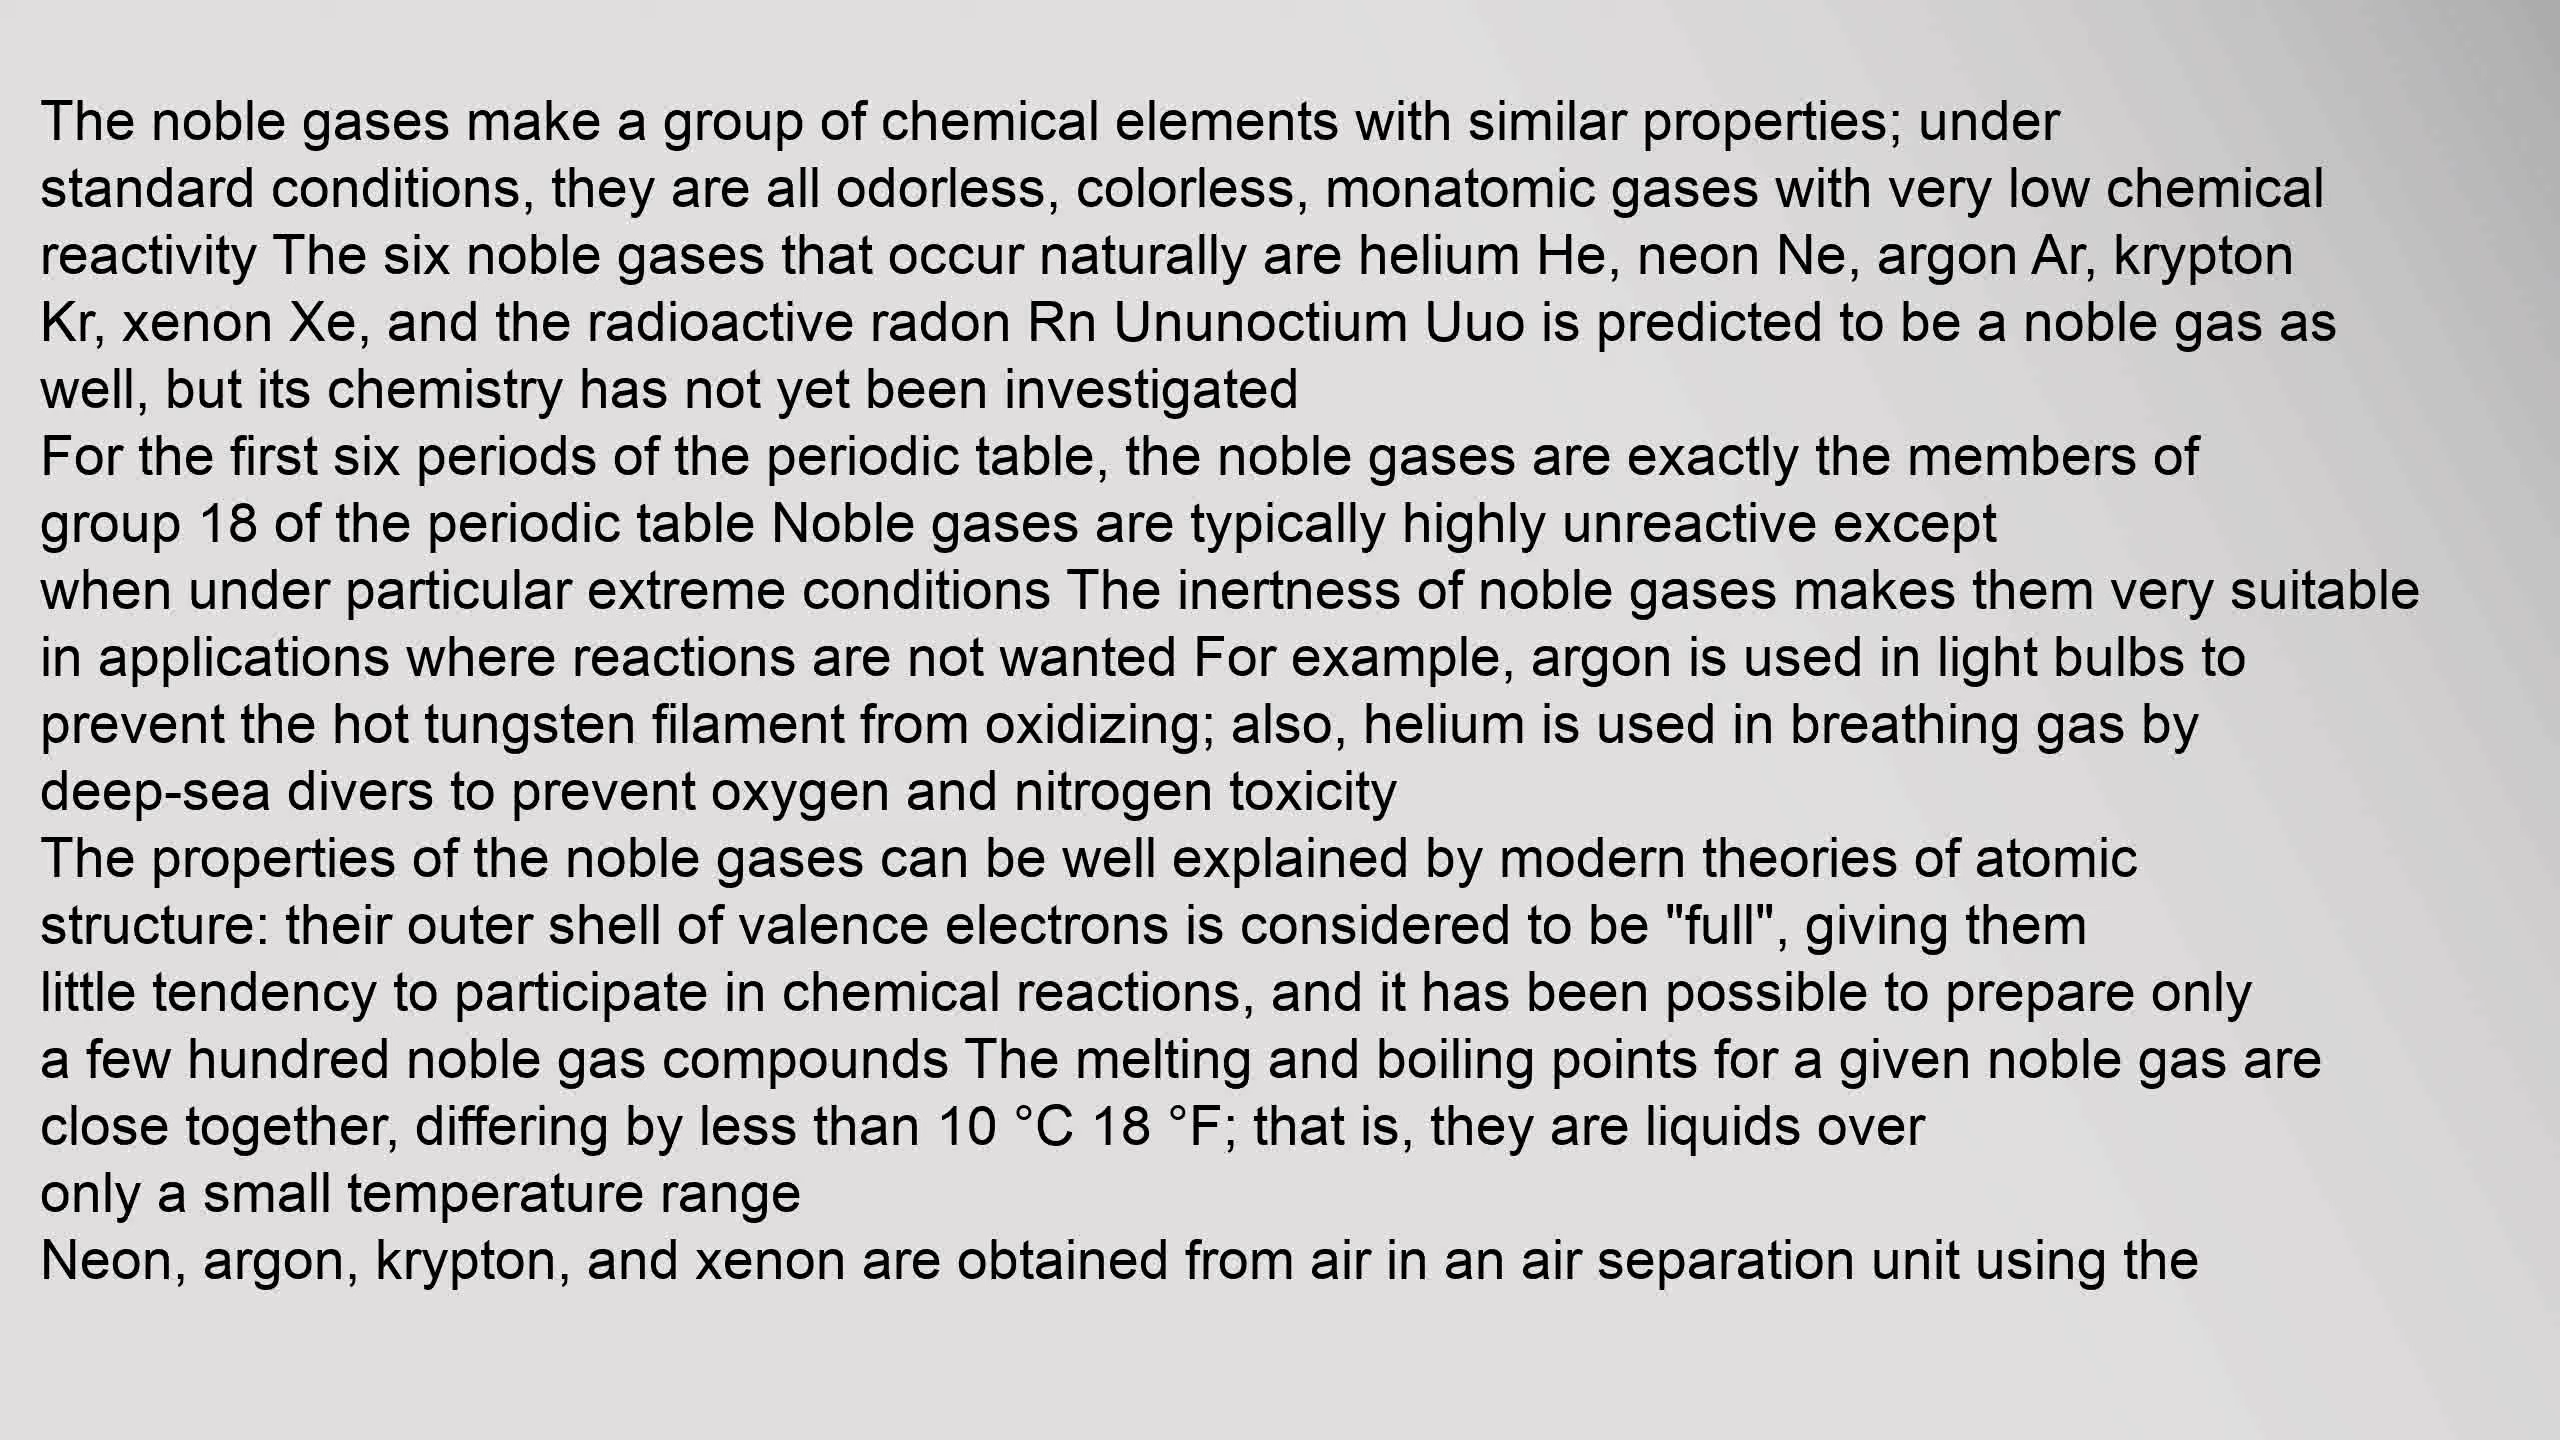 The noble gases make a group of chemical elements with similar properties; under
standard conditions, they are all odorless, colorless, monatomic gases with very low chemical
reactivity The six noble gases that occur naturally are helium He, neon Ne, argon Ar, krypton
Kr, xenon Xe, and the radioactive radon Rn Ununoctium Uuo is predicted to be a noble gas as
well, but its chemistry has not yet been investigated
For the first six periods of the periodic table, the noble gases are exactly the members of
group 18 of the periodic table Noble gases are typically highly unreactive except
when under particular extreme conditions The inertness of noble gases makes them very suitable
in applications where reactions are not wanted For example, argon is used in light bulbs to
prevent the hot tungsten filament from oxidizing; also, helium is used in breathing gas by
deep-sea divers to prevent oxygen and nitrogen toxicity
The properties of the noble gases can be well explained by modern theories of atomic
structure: their outer shell of valence electrons is considered to be "full", giving them
little tendency to participate in chemical reactions, and it has been possible to prepare only
a few hundred noble gas compounds The melting and boiling points for a given noble gas are
close together, differing by less than 10 °C 18 °F; that is, they are liquids over
only a small temperature range
Neon, argon, krypton, and xenon are obtained from air in an air separation unit using the